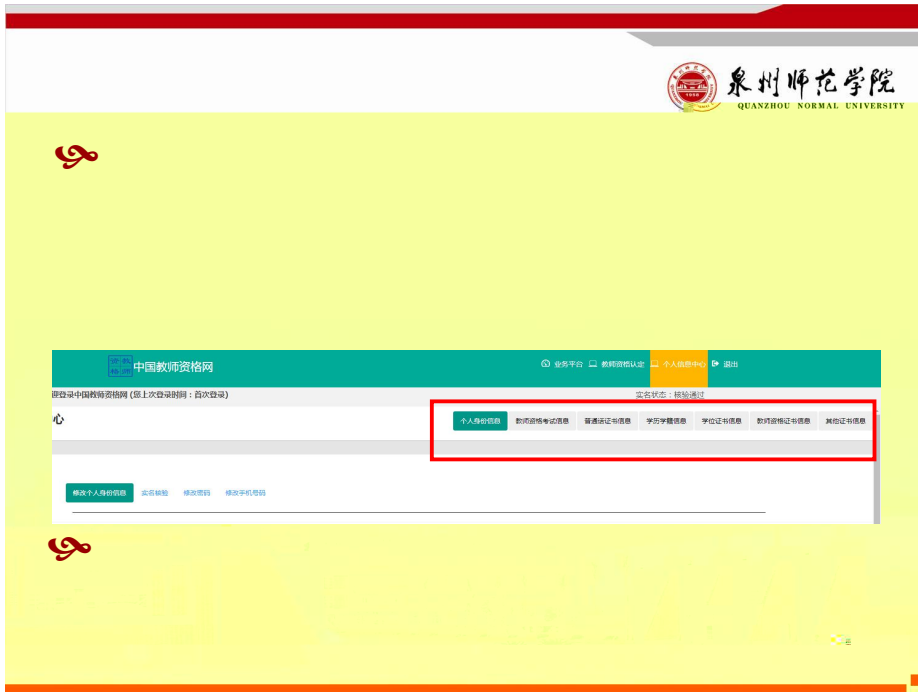 泉州师范学院
QUANZHOU NORMAL UNIVERSITY
资 教
格 师
中国教师资格网
业务平台 教师资格认定 个人信息中心 退出
迎登录中国教师资格网 (您上次登录时间：首次登录)
实名状态：核验通过
心
个人身份信息 教师资格考试信息 普通话证书信息 学历学籍信息 学位证书信息 教师资格证书信息 其他证书信息
修改个人身份信息 实名核验 修改密码 修改手机号码